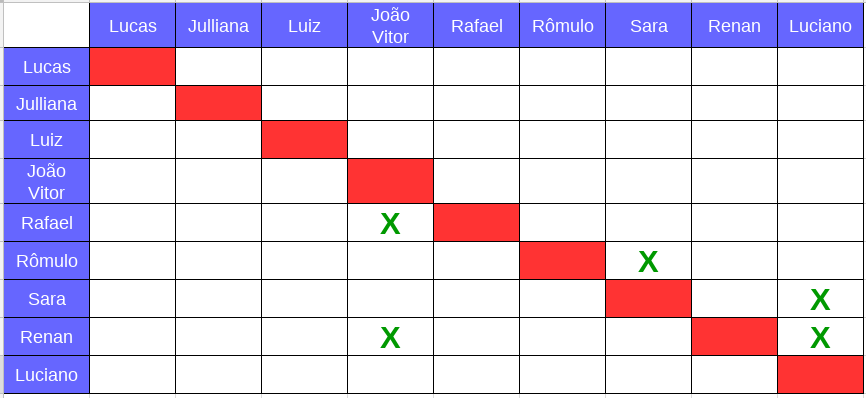 Lucas Julliana Luiz João Vitor Rafael Rômulo Sara Renan Luciano
Lucas
Julliana
Luiz
João
Vitor
Rafael X
Rômulo X
Sara X
Renan X X
Luciano